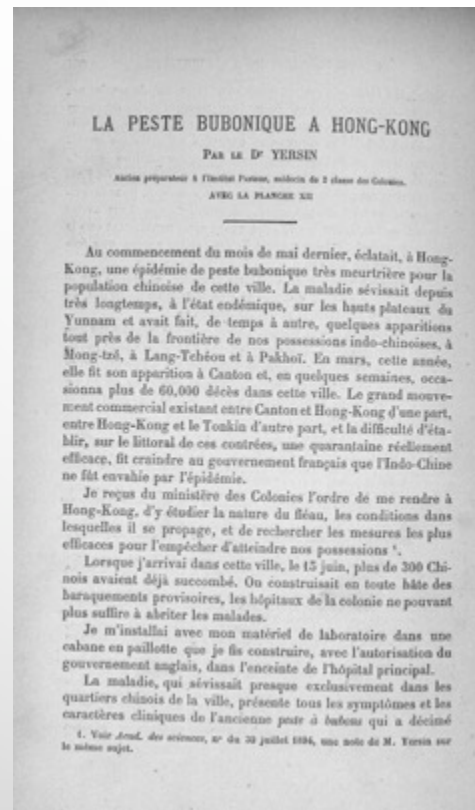 LA PESTE BUBONIQUE A HONG-KONG
PAR LE Dr YERSIN
Ancien préparateur à l'Institut Pasteur, médecin de 2 classe des Colonies.
AVEC LA PLANCHE XII
Au commencement du mois de mai dernier, éclatait, à Hong-
Kong, une épidémie de peste bubonique très meurtrière pour la
population chinoise de cette ville. La maladie sévissait depuis
très longtemps, à l'état endémique, sur les hauts plateaux du
Yunnam et avait fait, de temps à autre, quelques apparitions
tout près de la frontière de nos possessions indo-chinoises, à
Mong-tzé, à Lang-Tchéou et à Pakhoï. En mars, cette année,
elle fit son apparition à Canton et, en quelques semaines, occa-
sionna plus de 60,000 décès dans cette ville. Le grand mouve-
ment commercial existant entre Canton et Hong-Kong d'une part,
entre Hong-Kong et le Tonkin d'autre part, et la difficulté d'éta-
blir, sur le littoral de ces contrées, une quarantaine réellement
efficace, fit craindre au gouvernement français que l'Indo-Chine
ne fût envahie par l'épidémie.
Je reçus du ministère des Colonies l'ordre de me rendre à
Hong-Kong, d'y étudier la nature du fléau, les conditions dans
lesquelles il se propage, et de rechercher les mesures les plus
efficaces pour l'empêcher d'atteindre nos possessions ¹.
Lorsque j'arrivai dans cette ville, le 15 juin, plus de 300 Chi-
nois avaient déjà succombé. On construisait en toute hâte des
baraquements provisoires, les hôpitaux de la colonie ne pouvant
plus suffire à abriter les malades.
Je m'installai avec mon matériel de laboratoire dans une
cabane en paillotte que je fis construire, avec l'autorisation du
gouvernement anglais, dans l'enceinte de l'hôpital principal.
La maladie, qui sévissait presque exclusivement dans les
quartiers chinois de la ville, présente tous les symptômes et les
caractères cliniques de l'ancienne peste à bubons qui a décimé
1. Voir Acad. des sciences, n° du 30 juillet 1894, une note de M. Yersin sur
le même sujet.